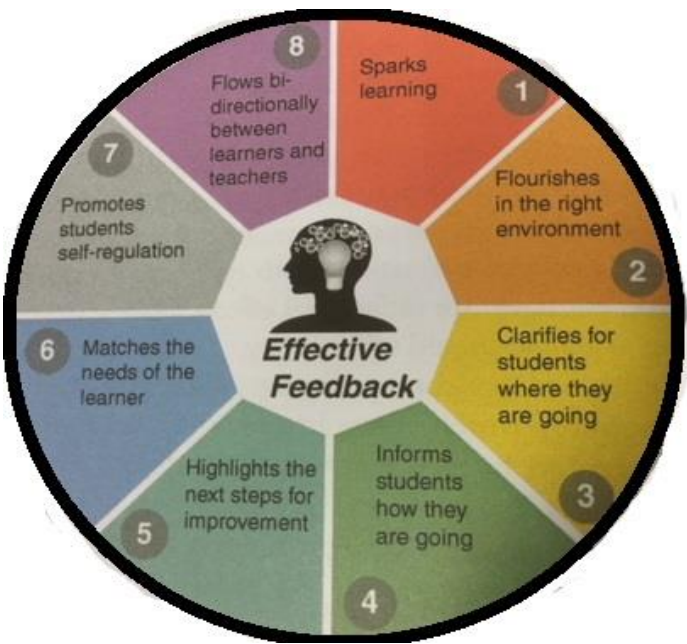 Effective
Feedback
1
Sparks
learning
2
Flourishes
in the right
environment
3
Clarifies for
students
where they
are going
4
Informs
students
how they
are going
5
Highlights the
next steps for
improvement
6
Matches the
needs of the
learner
7
Promotes
students
self-regulation
8
Flows bi-
directionally
between
learners and
teachers